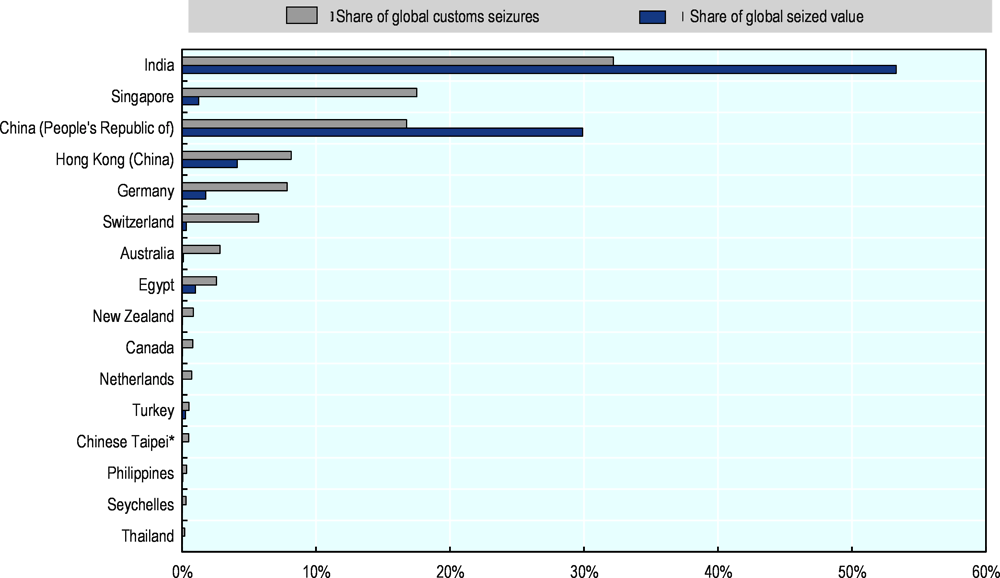 Share of global customs seizures
Share of global seized value
India
Singapore
China (People's Republic of)
Hong Kong (China)
Germany
Switzerland
Australia
Egypt
New Zealand
Canada
Netherlands
Turkey
Chinese Taipei*
Philippines
Seychelles
Thailand
0% 10% 20% 30% 40% 50% 60%